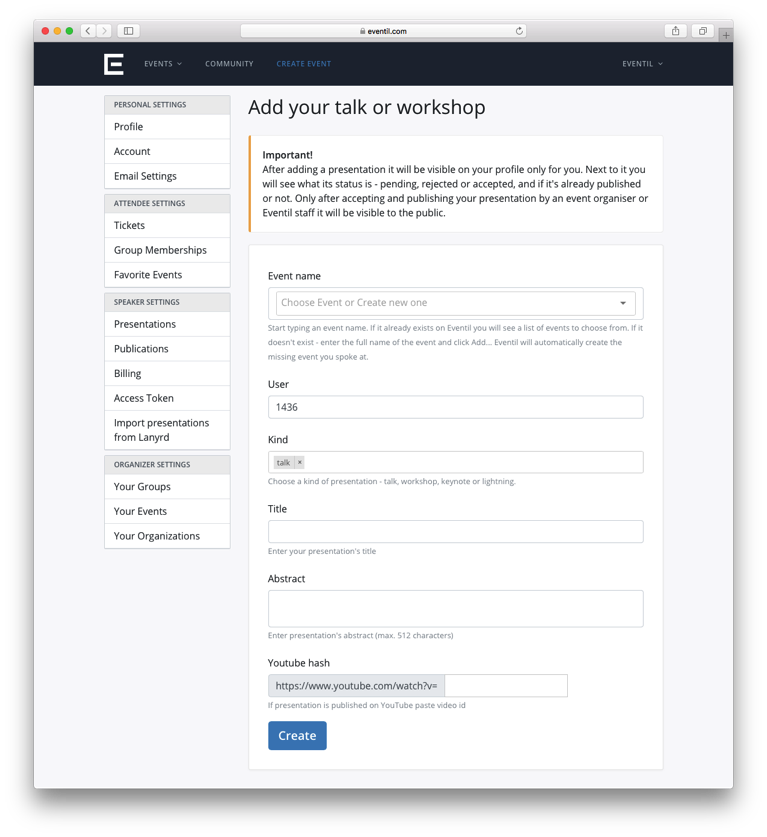 eventil.com
EVENTS
COMMUNITY
CREATE EVENT
EVENTIL
PERSONAL SETTINGS
Profile
Account
Email Settings
ATTENDEE SETTINGS
Tickets
Group Memberships
Favorite Events
SPEAKER SETTINGS
Presentations
Publications
Billing
Access Token
Import presentations
from Lanyrd
ORGANIZER SETTINGS
Your Groups
Your Events
Your Organizations
Add your talk or workshop
Important!
After adding a presentation it will be visible on your profile only for you. Next to it you
will see what its status is - pending, rejected or accepted, and if it's already published
or not. Only after accepting and publishing your presentation by an event organiser or
Eventil staff it will be visible to the public.
Event name
Choose Event or Create new one
Start typing an event name. If it already exists on Eventil you will see a list of events to choose from. If it
doesn't exist - enter the full name of the event and click Add... Eventil will automatically create the
missing event you spoke at.
User
1436
Kind
talk ×
Choose a kind of presentation - talk, workshop, keynote or lightning.
Title
Enter your presentation's title
Abstract
Enter presentation's abstract (max. 512 characters)
Youtube hash
https://www.youtube.com/watch?v=
If presentation is published on YouTube paste video id
Create